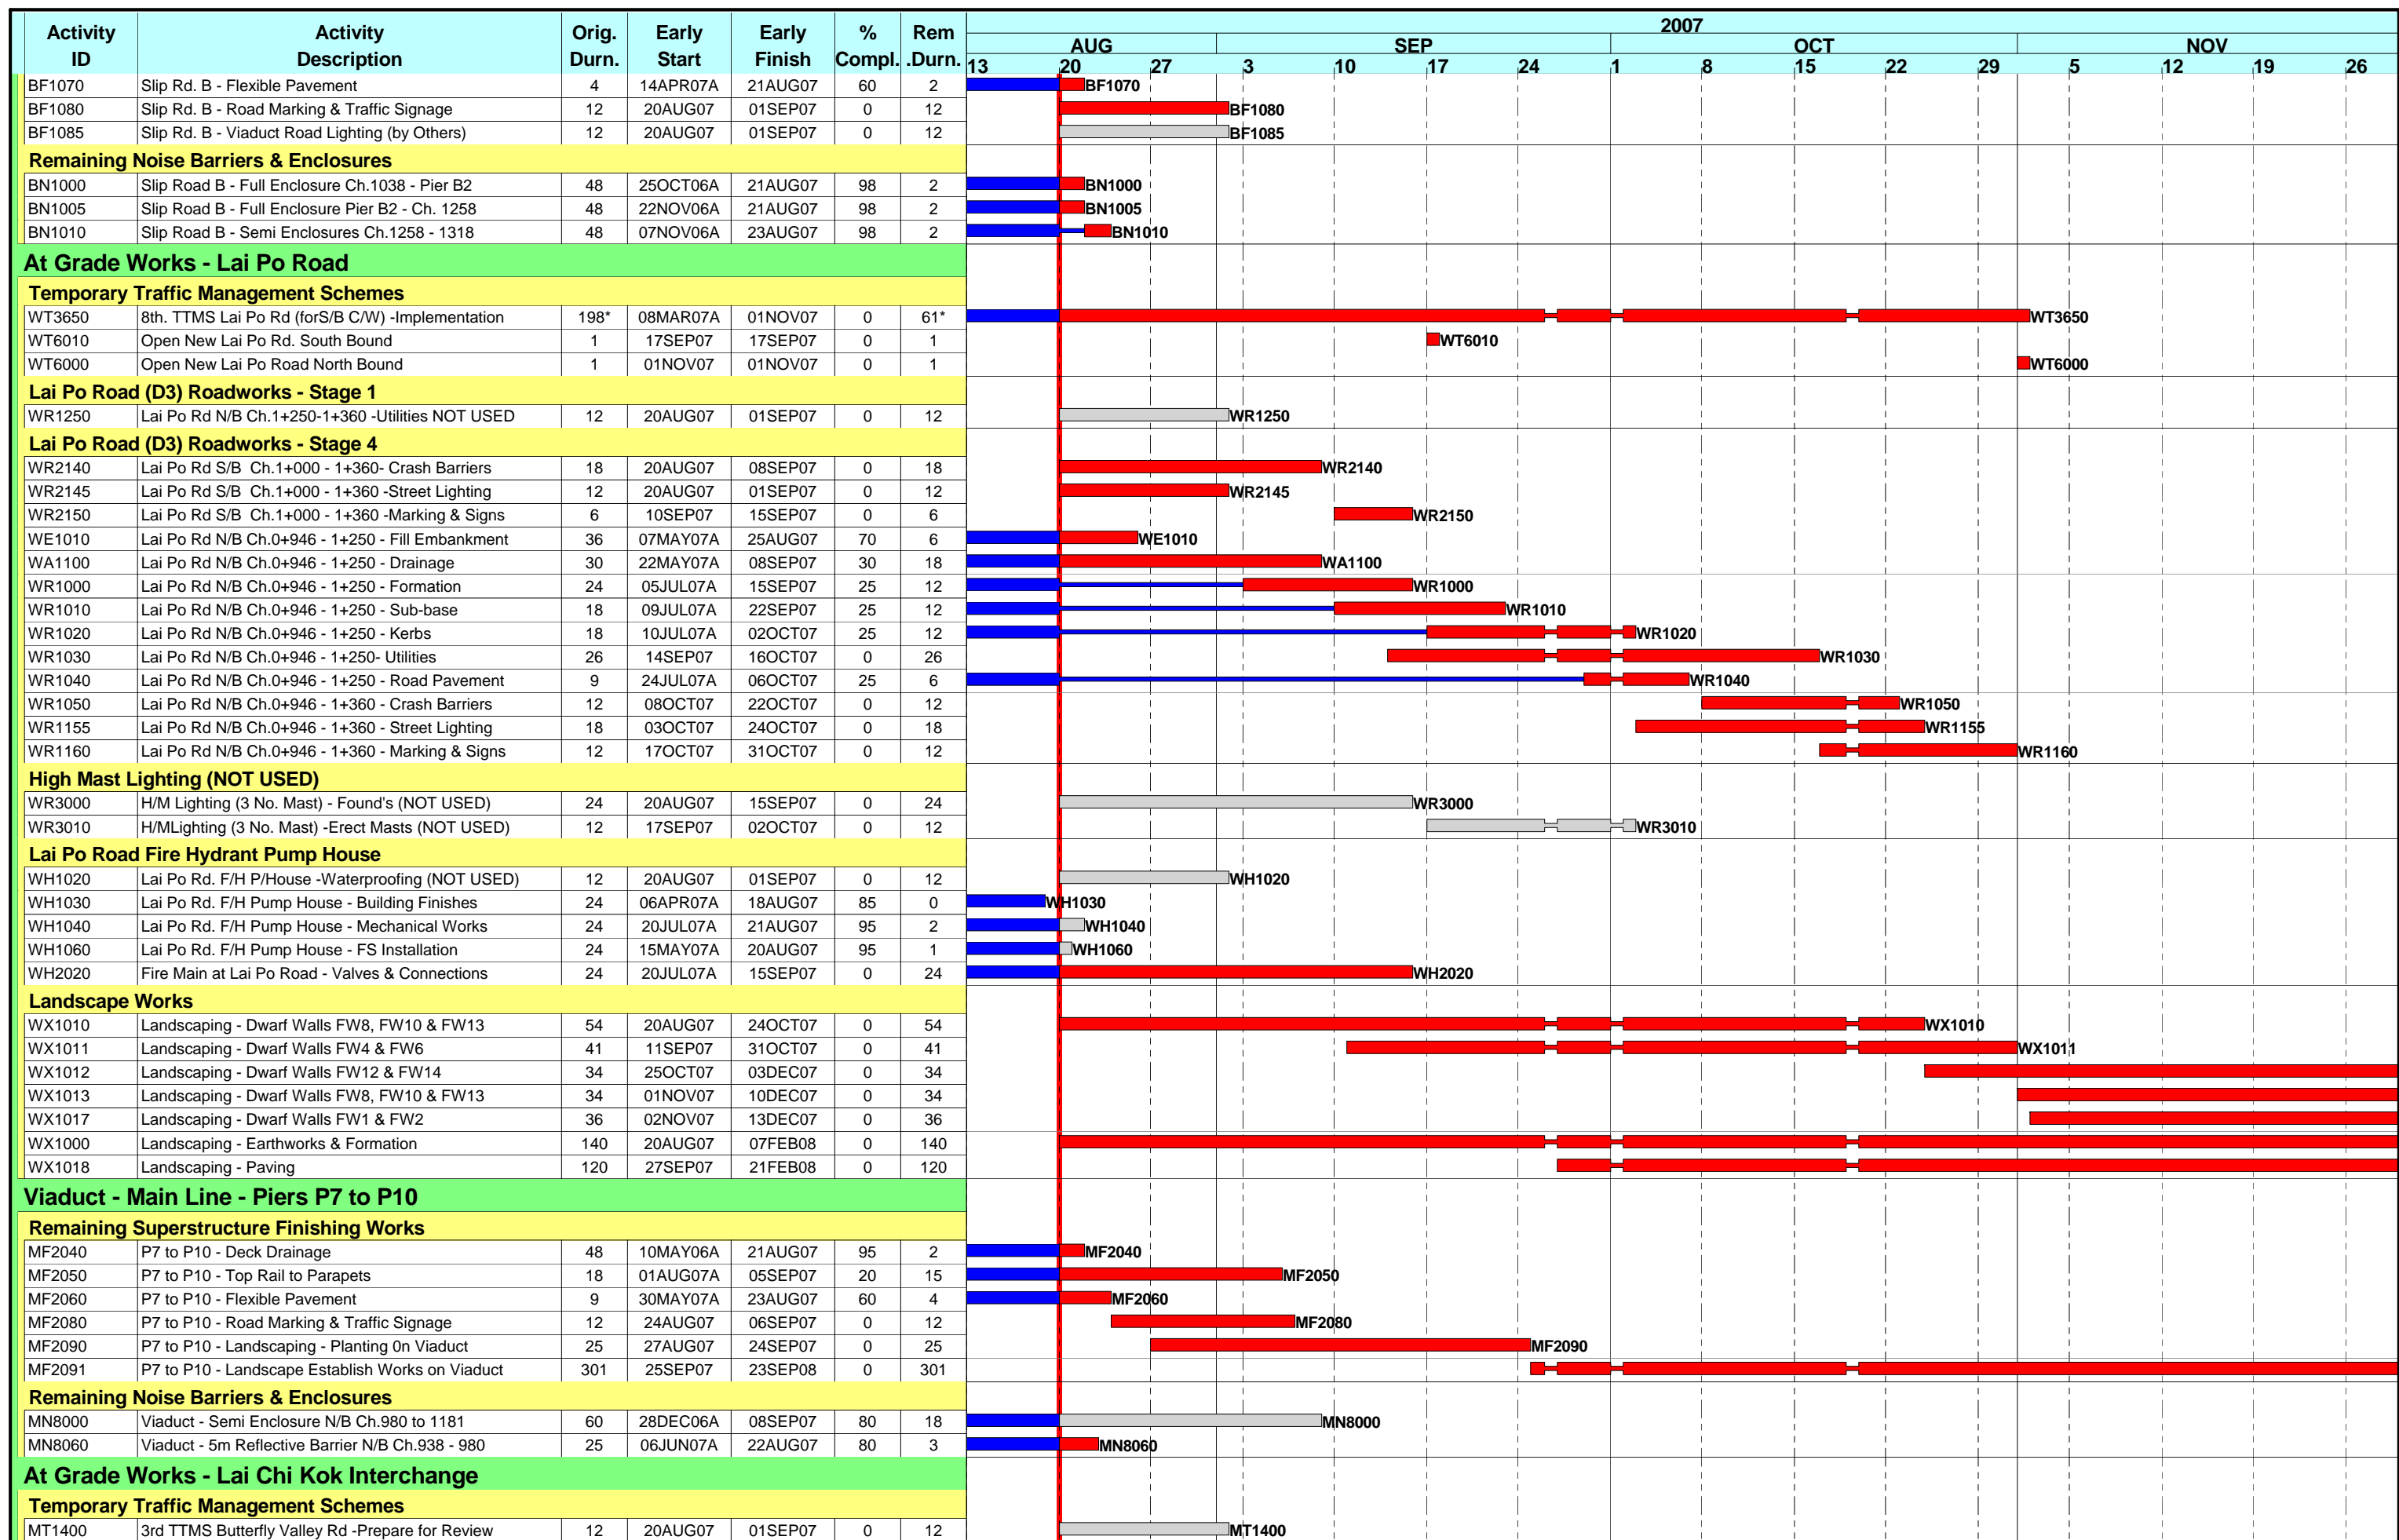 Activity ID Activity Description Orig. Durn. Early Start Early Finish % Compl. Rem .Durn. 2007
AUG SEP OCT NOV
13 20 27 3 10 17 24 1 8 15 22 29 5 12 19 26
BF1070 Slip Rd. B - Flexible Pavement 4 14APR07A 21AUG07 60 2 BF1070
BF1080 Slip Rd. B - Road Marking & Traffic Signage 12 20AUG07 01SEP07 0 12 BF1080
BF1085 Slip Rd. B - Viaduct Road Lighting (by Others) 12 20AUG07 01SEP07 0 12 BF1085
Remaining Noise Barriers & Enclosures
BN1000 Slip Road B - Full Enclosure Ch.1038 - Pier B2 48 25OCT06A 21AUG07 98 2 BN1000
BN1005 Slip Road B - Full Enclosure Pier B2 - Ch. 1258 48 22NOV06A 21AUG07 98 2 BN1005
BN1010 Slip Road B - Semi Enclosures Ch.1258 - 1318 48 07NOV06A 23AUG07 98 2 BN1010
At Grade Works - Lai Po Road
Temporary Traffic Management Schemes
WT3650 8th. TTMS Lai Po Rd (forS/B C/W) -Implementation 198* 08MAR07A 01NOV07 0 61* WT3650
WT6010 Open New Lai Po Rd. South Bound 1 17SEP07 17SEP07 0 1 WT6010
WT6000 Open New Lai Po Road North Bound 1 01NOV07 01NOV07 0 1 WT6000
Lai Po Road (D3) Roadworks - Stage 1
WR1250 Lai Po Rd N/B Ch.1+250-1+360 -Utilities NOT USED 12 20AUG07 01SEP07 0 12 WR1250
Lai Po Road (D3) Roadworks - Stage 4
WR2140 Lai Po Rd S/B Ch.1+000 - 1+360- Crash Barriers 18 20AUG07 08SEP07 0 18 WR2140
WR2145 Lai Po Rd S/B Ch.1+000 - 1+360 -Street Lighting 12 20AUG07 01SEP07 0 12 WR2145
WR2150 Lai Po Rd S/B Ch.1+000 - 1+360 -Marking & Signs 6 10SEP07 15SEP07 0 6 WR2150
WE1010 Lai Po Rd N/B Ch.0+946 - 1+250 - Fill Embankment 36 07MAY07A 25AUG07 70 6 WE1010
WA1100 Lai Po Rd N/B Ch.0+946 - 1+250 - Drainage 30 22MAY07A 08SEP07 30 18 WA1100
WR1000 Lai Po Rd N/B Ch.0+946 - 1+250 - Formation 24 05JUL07A 15SEP07 25 12 WR1000
WR1010 Lai Po Rd N/B Ch.0+946 - 1+250 - Sub-base 18 09JUL07A 22SEP07 25 12 WR1010
WR1020 Lai Po Rd N/B Ch.0+946 - 1+250 - Kerbs 18 10JUL07A 02OCT07 25 12 WR1020
WR1030 Lai Po Rd N/B Ch.0+946 - 1+250- Utilities 26 14SEP07 16OCT07 0 26 WR1030
WR1040 Lai Po Rd N/B Ch.0+946 - 1+250 - Road Pavement 9 24JUL07A 06OCT07 25 6 WR1040
WR1050 Lai Po Rd N/B Ch.0+946 - 1+360 - Crash Barriers 12 08OCT07 22OCT07 0 12 WR1050
WR1155 Lai Po Rd N/B Ch.0+946 - 1+360 - Street Lighting 18 03OCT07 24OCT07 0 18 WR1155
WR1160 Lai Po Rd N/B Ch.0+946 - 1+360 - Marking & Signs 12 17OCT07 31OCT07 0 12 WR1160
High Mast Lighting (NOT USED)
WR3000 H/M Lighting (3 No. Mast) - Found's (NOT USED) 24 20AUG07 15SEP07 0 24 WR3000
WR3010 H/MLighting (3 No. Mast) -Erect Masts (NOT USED) 12 17SEP07 02OCT07 0 12 WR3010
Lai Po Road Fire Hydrant Pump House
WH1020 Lai Po Rd. F/H P/House -Waterproofing (NOT USED) 12 20AUG07 01SEP07 0 12 WH1020
WH1030 Lai Po Rd. F/H Pump House - Building Finishes 24 06APR07A 18AUG07 85 0 WH1030
WH1040 Lai Po Rd. F/H Pump House - Mechanical Works 24 20JUL07A 21AUG07 95 2 WH1040
WH1060 Lai Po Rd. F/H Pump House - FS Installation 24 15MAY07A 20AUG07 95 1 WH1060
WH2020 Fire Main at Lai Po Road - Valves & Connections 24 20JUL07A 15SEP07 0 24 WH2020
Landscape Works
WX1010 Landscaping - Dwarf Walls FW8, FW10 & FW13 54 20AUG07 24OCT07 0 54 WX1010
WX1011 Landscaping - Dwarf Walls FW4 & FW6 41 11SEP07 31OCT07 0 41 WX1011
WX1012 Landscaping - Dwarf Walls FW12 & FW14 34 25OCT07 03DEC07 0 34
WX1013 Landscaping - Dwarf Walls FW8, FW10 & FW13 34 01NOV07 10DEC07 0 34
WX1017 Landscaping - Dwarf Walls FW1 & FW2 36 02NOV07 13DEC07 0 36
WX1000 Landscaping - Earthworks & Formation 140 20AUG07 07FEB08 0 140
WX1018 Landscaping - Paving 120 27SEP07 21FEB08 0 120
Viaduct - Main Line - Piers P7 to P10
Remaining Superstructure Finishing Works
MF2040 P7 to P10 - Deck Drainage 48 10MAY06A 21AUG07 95 2 MF2040
MF2050 P7 to P10 - Top Rail to Parapets 18 01AUG07A 05SEP07 20 15 MF2050
MF2060 P7 to P10 - Flexible Pavement 9 30MAY07A 23AUG07 60 4 MF2060
MF2080 P7 to P10 - Road Marking & Traffic Signage 12 24AUG07 06SEP07 0 12 MF2080
MF2090 P7 to P10 - Landscaping - Planting 0n Viaduct 25 27AUG07 24SEP07 0 25 MF2090
MF2091 P7 to P10 - Landscape Establish Works on Viaduct 301 25SEP07 23SEP08 0 301
Remaining Noise Barriers & Enclosures
MN8000 Viaduct - Semi Enclosure N/B Ch.980 to 1181 60 28DEC06A 08SEP07 80 18 MN8000
MN8060 Viaduct - 5m Reflective Barrier N/B Ch.938 - 980 25 06JUN07A 22AUG07 80 3 MN8060
At Grade Works - Lai Chi Kok Interchange
Temporary Traffic Management Schemes
MT1400 3rd TTMS Butterfly Valley Rd -Prepare for Review 12 20AUG07 01SEP07 0 12 MT1400